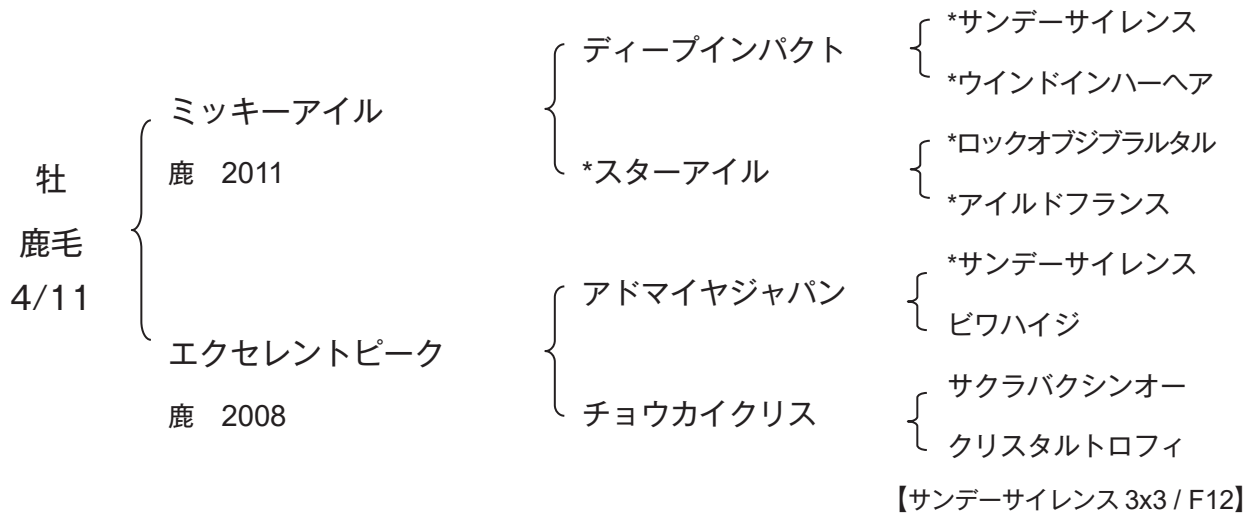 牡
鹿毛
4/11
ミッキーアイル
鹿 2011
エクセレントピーク
鹿 2008
ディープインパクト
*スターアイル
アドマイヤジャパン
チョウカイクリス
*サンデーサイレンス
*ウインドインハーヘア
*ロックオブジブラルタル
*アイルドフランス
*サンデーサイレンス
ビワハイジ
サクラバクシンオー
クリスタルトロフィ
【サンデーサイレンス 3x3 / F12】